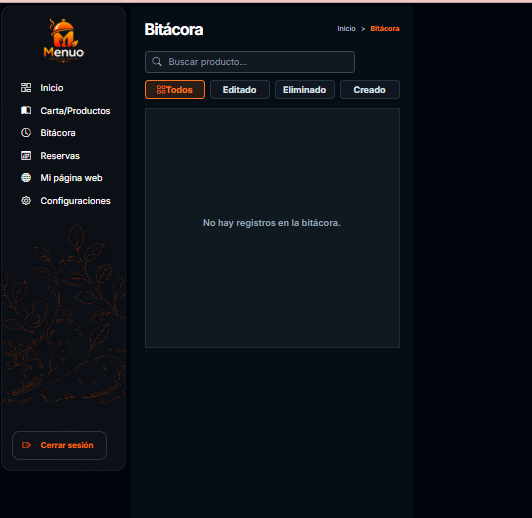 Menuo
Inicio
Carta/Productos
Bitácora
Reservas
Mi página web
Configuraciones
Cerrar sesión
Bitácora
Inicio > Bitácora
Buscar producto...
Todos Editado Eliminado Creado
No hay registros en la bitácora.